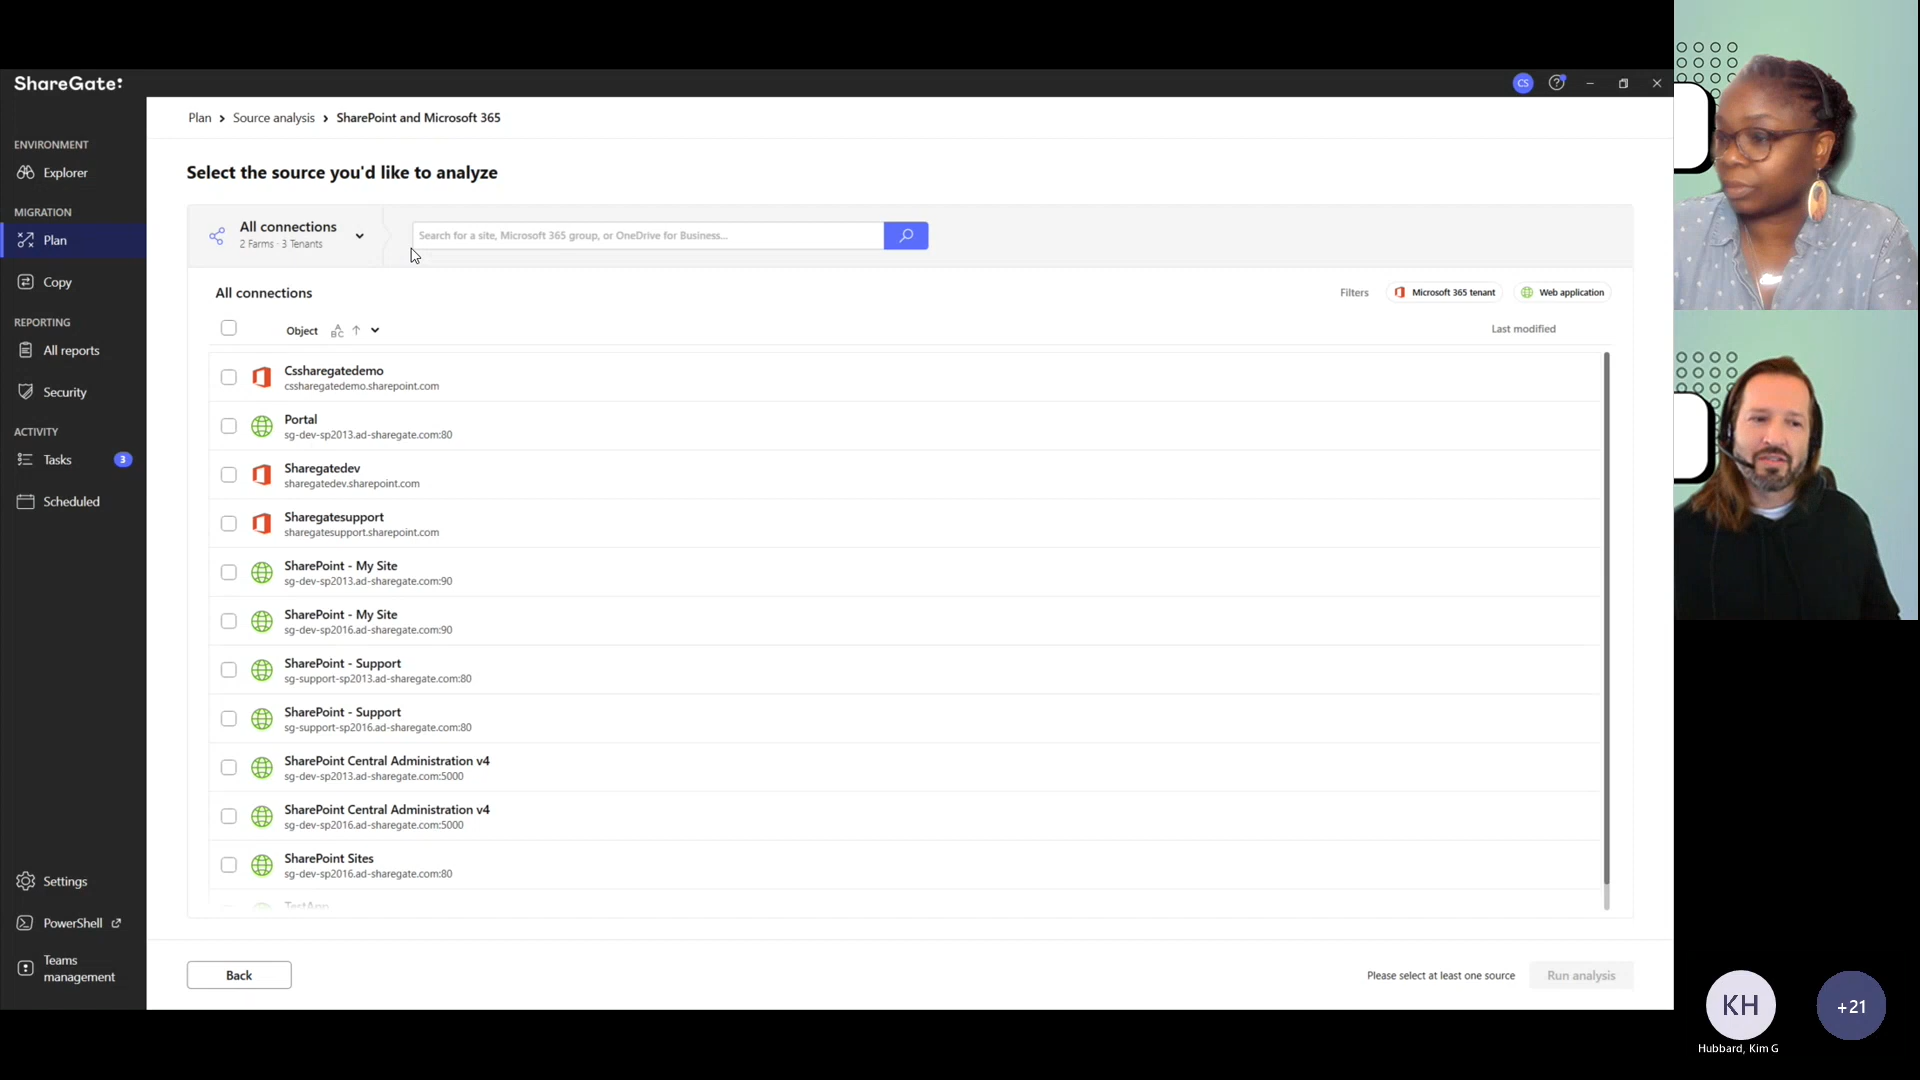 ShareGate:
CS
ENVIRONMENT
Explorer
MIGRATION
Plan
Copy
REPORTING
All reports
Security
ACTIVITY
Tasks 3
Scheduled
Settings
PowerShell
Teams
management
Plan > Source analysis > SharePoint and Microsoft 365
Select the source you'd like to analyze
All connections
2 Farms · 3 Tenants
Search for a site, Microsoft 365 group, or OneDrive for Business...
All connections
Filters Microsoft 365 tenant Web application
Object ABC Last modified
Cssharegatedemo
cssharegatedemo.sharepoint.com
Portal
sg-dev-sp2013.ad-sharegate.com:80
Sharegatedev
sharegatedev.sharepoint.com
Sharegatesupport
sharegatesupport.sharepoint.com
SharePoint - My Site
sg-dev-sp2013.ad-sharegate.com:90
SharePoint - My Site
sg-dev-sp2016.ad-sharegate.com:90
SharePoint - Support
sg-support-sp2013.ad-sharegate.com:80
SharePoint - Support
sg-support-sp2016.ad-sharegate.com:80
SharePoint Central Administration v4
sg-dev-sp2013.ad-sharegate.com:5000
SharePoint Central Administration v4
sg-dev-sp2016.ad-sharegate.com:5000
SharePoint Sites
sg-dev-sp2016.ad-sharegate.com:80
TestApp
Back
Please select at least one source
Run analysis
KH
Hubbard, Kim G
+21